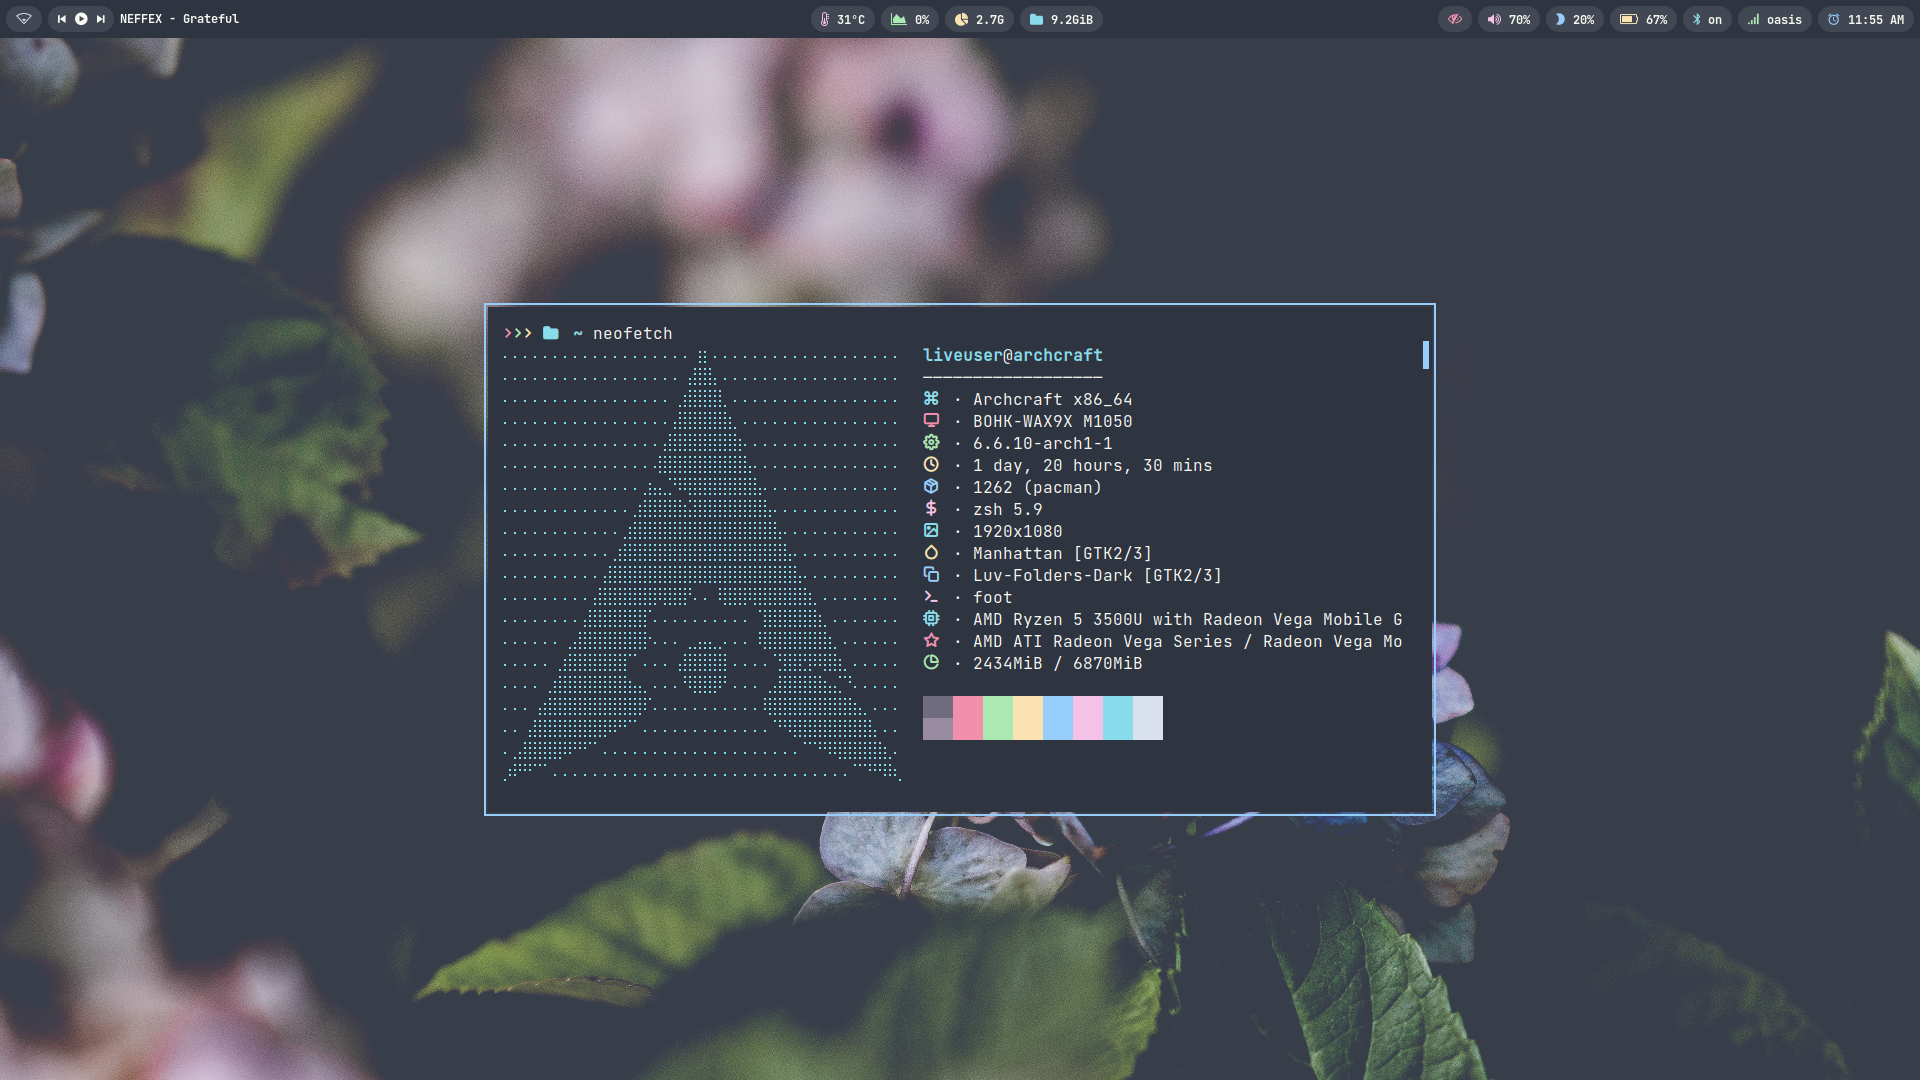 NEFFEX - Grateful
31°C
0%
2.7G
9.2GiB
70%
20%
67%
on
oasis
11:55 AM
~ neofetch
liveuser@archcraft
· Archcraft x86_64
· BOHK-WAX9X M1050
· 6.6.10-arch1-1
· 1 day, 20 hours, 30 mins
· 1262 (pacman)
· zsh 5.9
· 1920x1080
· Manhattan [GTK2/3]
· Luv-Folders-Dark [GTK2/3]
· foot
· AMD Ryzen 5 3500U with Radeon Vega Mobile G
· AMD ATI Radeon Vega Series / Radeon Vega Mo
· 2434MiB / 6870MiB